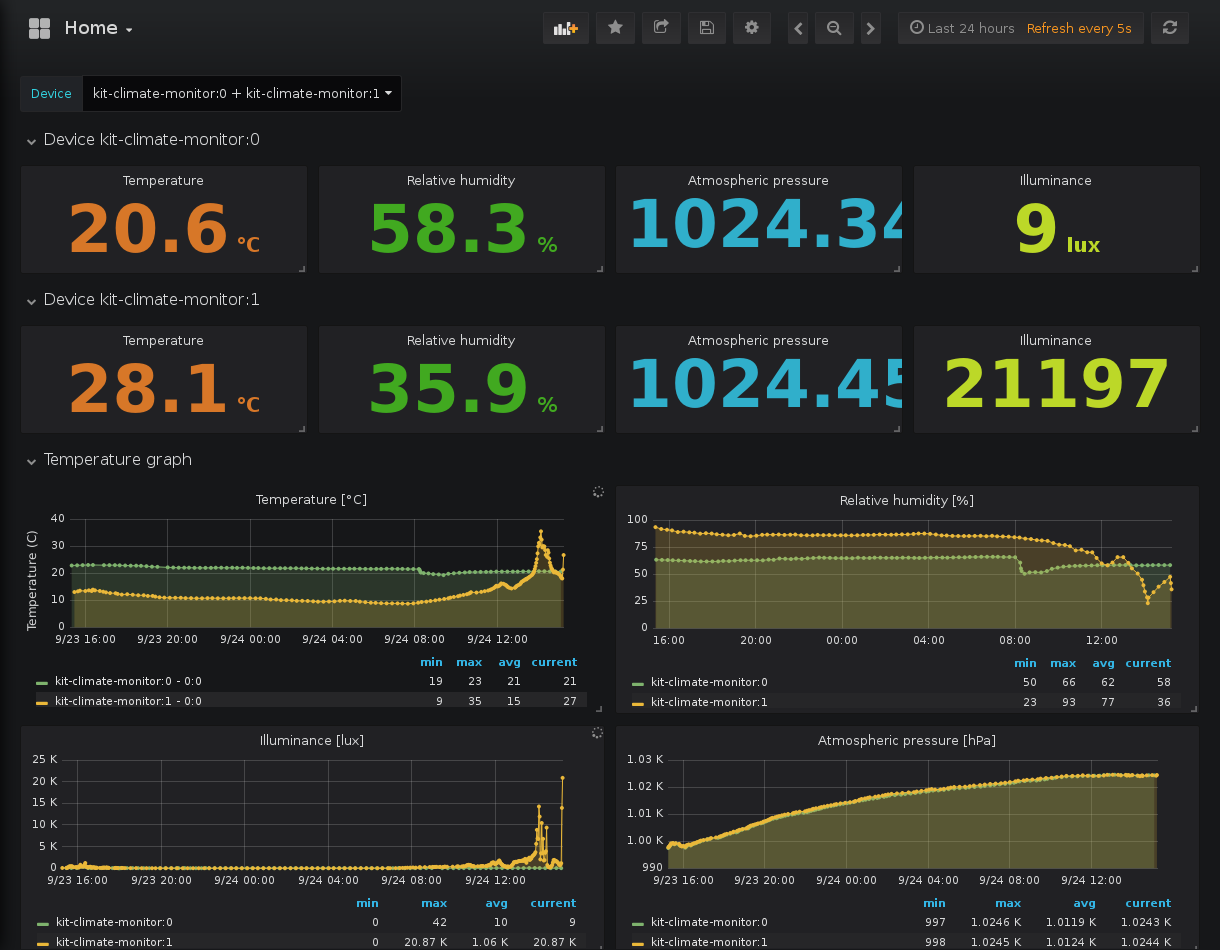 Home
Last 24 hours Refresh every 5s
Device kit-climate-monitor:0 + kit-climate-monitor:1
Device kit-climate-monitor:0
Temperature Relative humidity Atmospheric pressure Illuminance
20.6 °C 58.3 % 1024.34 9 lux
Device kit-climate-monitor:1
Temperature Relative humidity Atmospheric pressure Illuminance
28.1 °C 35.9 % 1024.45 21197
Temperature graph
Temperature [°C]
Temperature (C)
40
30
20
10
0
9/23 16:00 9/23 20:00 9/24 00:00 9/24 04:00 9/24 08:00 9/24 12:00
min max avg current
kit-climate-monitor:0 - 0:0 19 23 21 21
kit-climate-monitor:1 - 0:0 9 35 15 27
Relative humidity [%]
100
75
50
25
0
16:00 20:00 00:00 04:00 08:00 12:00
min max avg current
kit-climate-monitor:0 50 66 62 58
kit-climate-monitor:1 23 93 77 36
Illuminance [lux]
25 K
20 K
15 K
10 K
5 K
0
9/23 16:00 9/23 20:00 9/24 00:00 9/24 04:00 9/24 08:00 9/24 12:00
min max avg current
kit-climate-monitor:0 0 42 10 9
kit-climate-monitor:1 0 20.87 K 1.06 K 20.87 K
Atmospheric pressure [hPa]
1.03 K
1.02 K
1.01 K
1.00 K
990
9/23 16:00 9/23 20:00 9/24 00:00 9/24 04:00 9/24 08:00 9/24 12:00
min max avg current
kit-climate-monitor:0 997 1.0246 K 1.0119 K 1.0243 K
kit-climate-monitor:1 998 1.0245 K 1.0124 K 1.0244 K